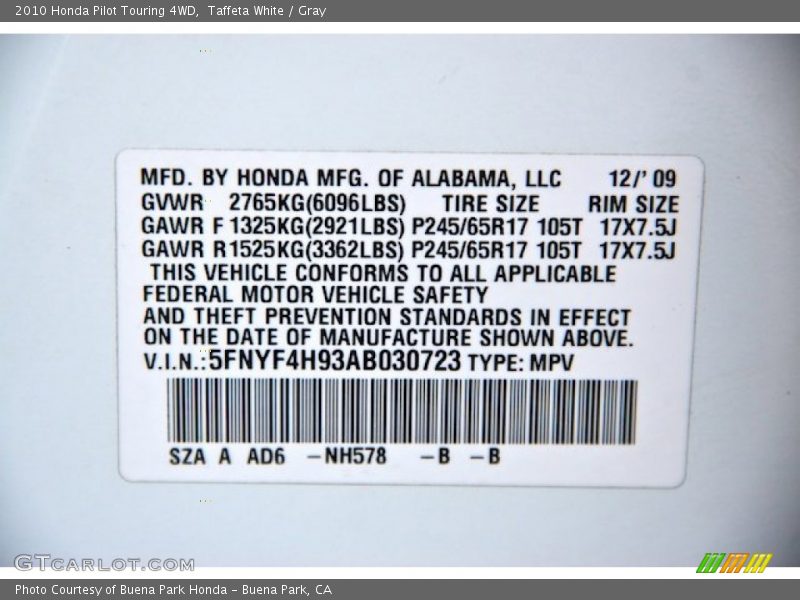 2010 Honda Pilot Touring 4WD,  Taffeta White / Gray
MFD. BY HONDA MFG. OF ALABAMA, LLC 12/' 09
GVWR 2765KG(6096LBS) TIRE SIZE RIM SIZE
GAWR F 1325KG(2921LBS) P245/65R17 105T 17X7.5J
GAWR R 1525KG(3362LBS) P245/65R17 105T 17X7.5J
THIS VEHICLE CONFORMS TO ALL APPLICABLE
FEDERAL MOTOR VEHICLE SAFETY
AND THEFT PREVENTION STANDARDS IN EFFECT
ON THE DATE OF MANUFACTURE SHOWN ABOVE.
V.I.N.:5FNYF4H93AB030723 TYPE: MPV
SZA A AD6 –NH578 –B –B
GTCARLOT.COM
Photo Courtesy of Buena Park Honda – Buena Park, CA